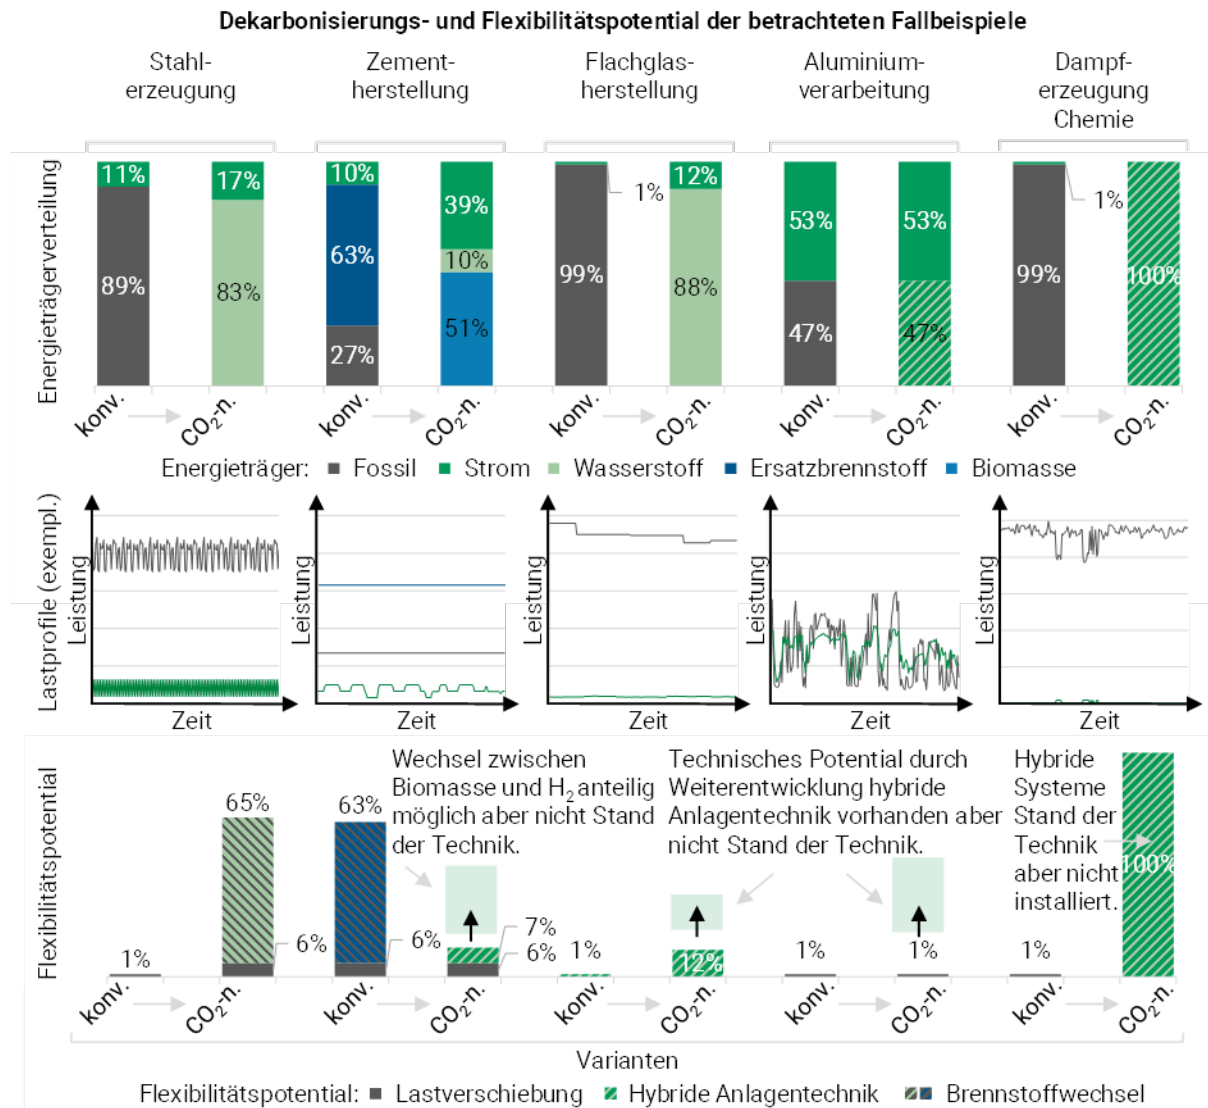 Dekarbonisierungs- und Flexibilitätspotential der betrachteten Fallbeispiele
Stahl-
erzeugung
Zement-
herstellung
Flachglas-
herstellung
Aluminium-
verarbeitung
Dampf-
erzeugung
Chemie
Energieträgerverteilung
11%
89%
17%
83%
10%
63%
27%
39%
10%
51%
1%
99%
12%
88%
53%
47%
53%
47%
1%
99%
100%
konv.
CO₂-n.
konv.
CO₂-n.
konv.
CO₂-n.
konv.
CO₂-n.
konv.
CO₂-n.
Energieträger: Fossil Strom Wasserstoff Ersatzbrennstoff Biomasse
Lastprofile (exempl.)
Leistung
Zeit
Leistung
Zeit
Leistung
Zeit
Leistung
Zeit
Leistung
Zeit
Flexibilitätspotential
Wechsel zwischen
Biomasse und H₂ anteilig
möglich aber nicht Stand
der Technik.
Technisches Potential durch
Weiterentwicklung hybride
Anlagentechnik vorhanden aber
nicht Stand der Technik.
Hybride
Systeme
Stand der
Technik
aber nicht
installiert.
1%
65%
6%
63%
6%
7%
6%
1%
12%
1%
1%
1%
100%
konv.
CO₂-n.
konv.
CO₂-n.
konv.
CO₂-n.
konv.
CO₂-n.
konv.
CO₂-n.
Varianten
Flexibilitätspotential: Lastverschiebung Hybride Anlagentechnik Brennstoffwechsel